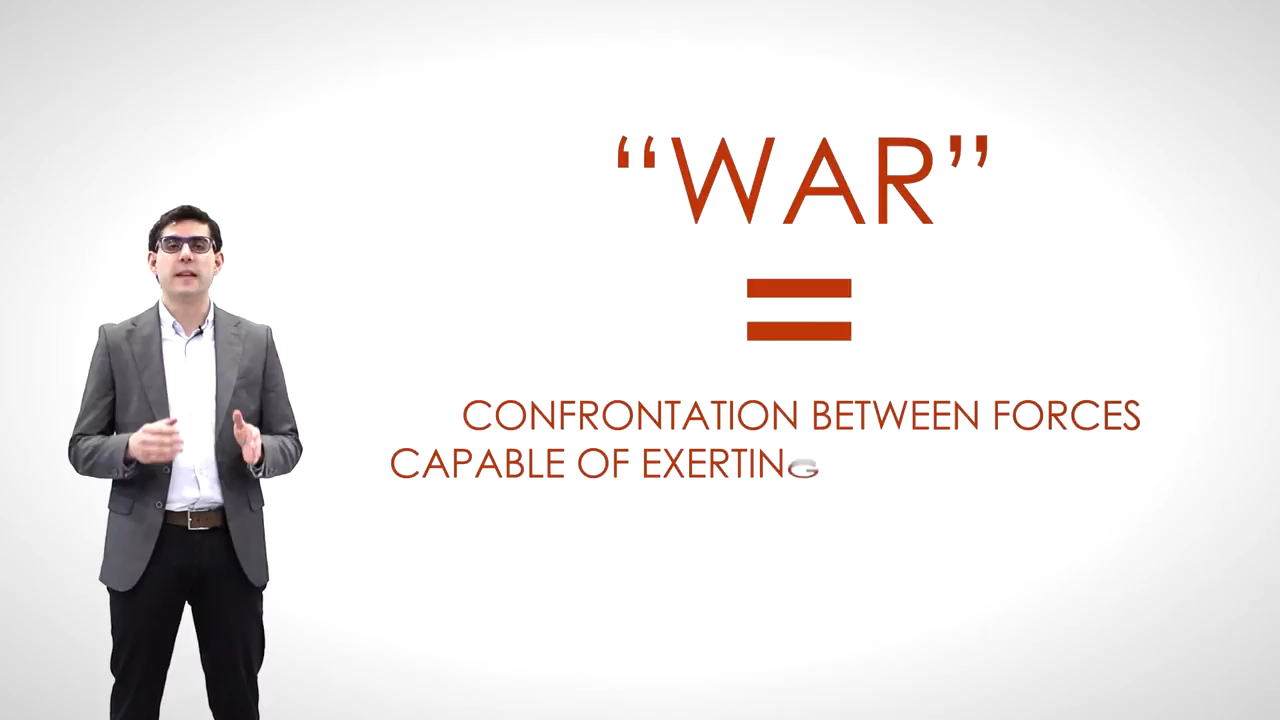 “WAR”
=
CONFRONTATION BETWEEN FORCES
CAPABLE OF EXERTING